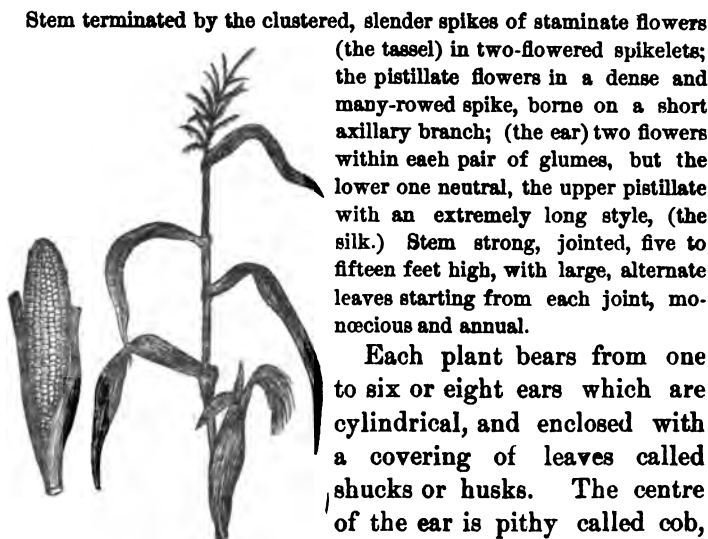 Stem terminated by the clustered, slender spikes of staminate flowers
(the tassel) in two-flowered spikelets;
the pistillate flowers in a dense and
many-rowed spike, borne on a short
axillary branch; (the ear) two flowers
within each pair of glumes, but the
lower one neutral, the upper pistillate
with an extremely long style, (the
silk.) Stem strong, jointed, five to
fifteen feet high, with large, alternate
leaves starting from each joint, mo-
nœcious and annual.
Each plant bears from one
to six or eight ears which are
cylindrical, and enclosed with
a covering of leaves called
shucks or husks. The centre
of the ear is pithy called cob,